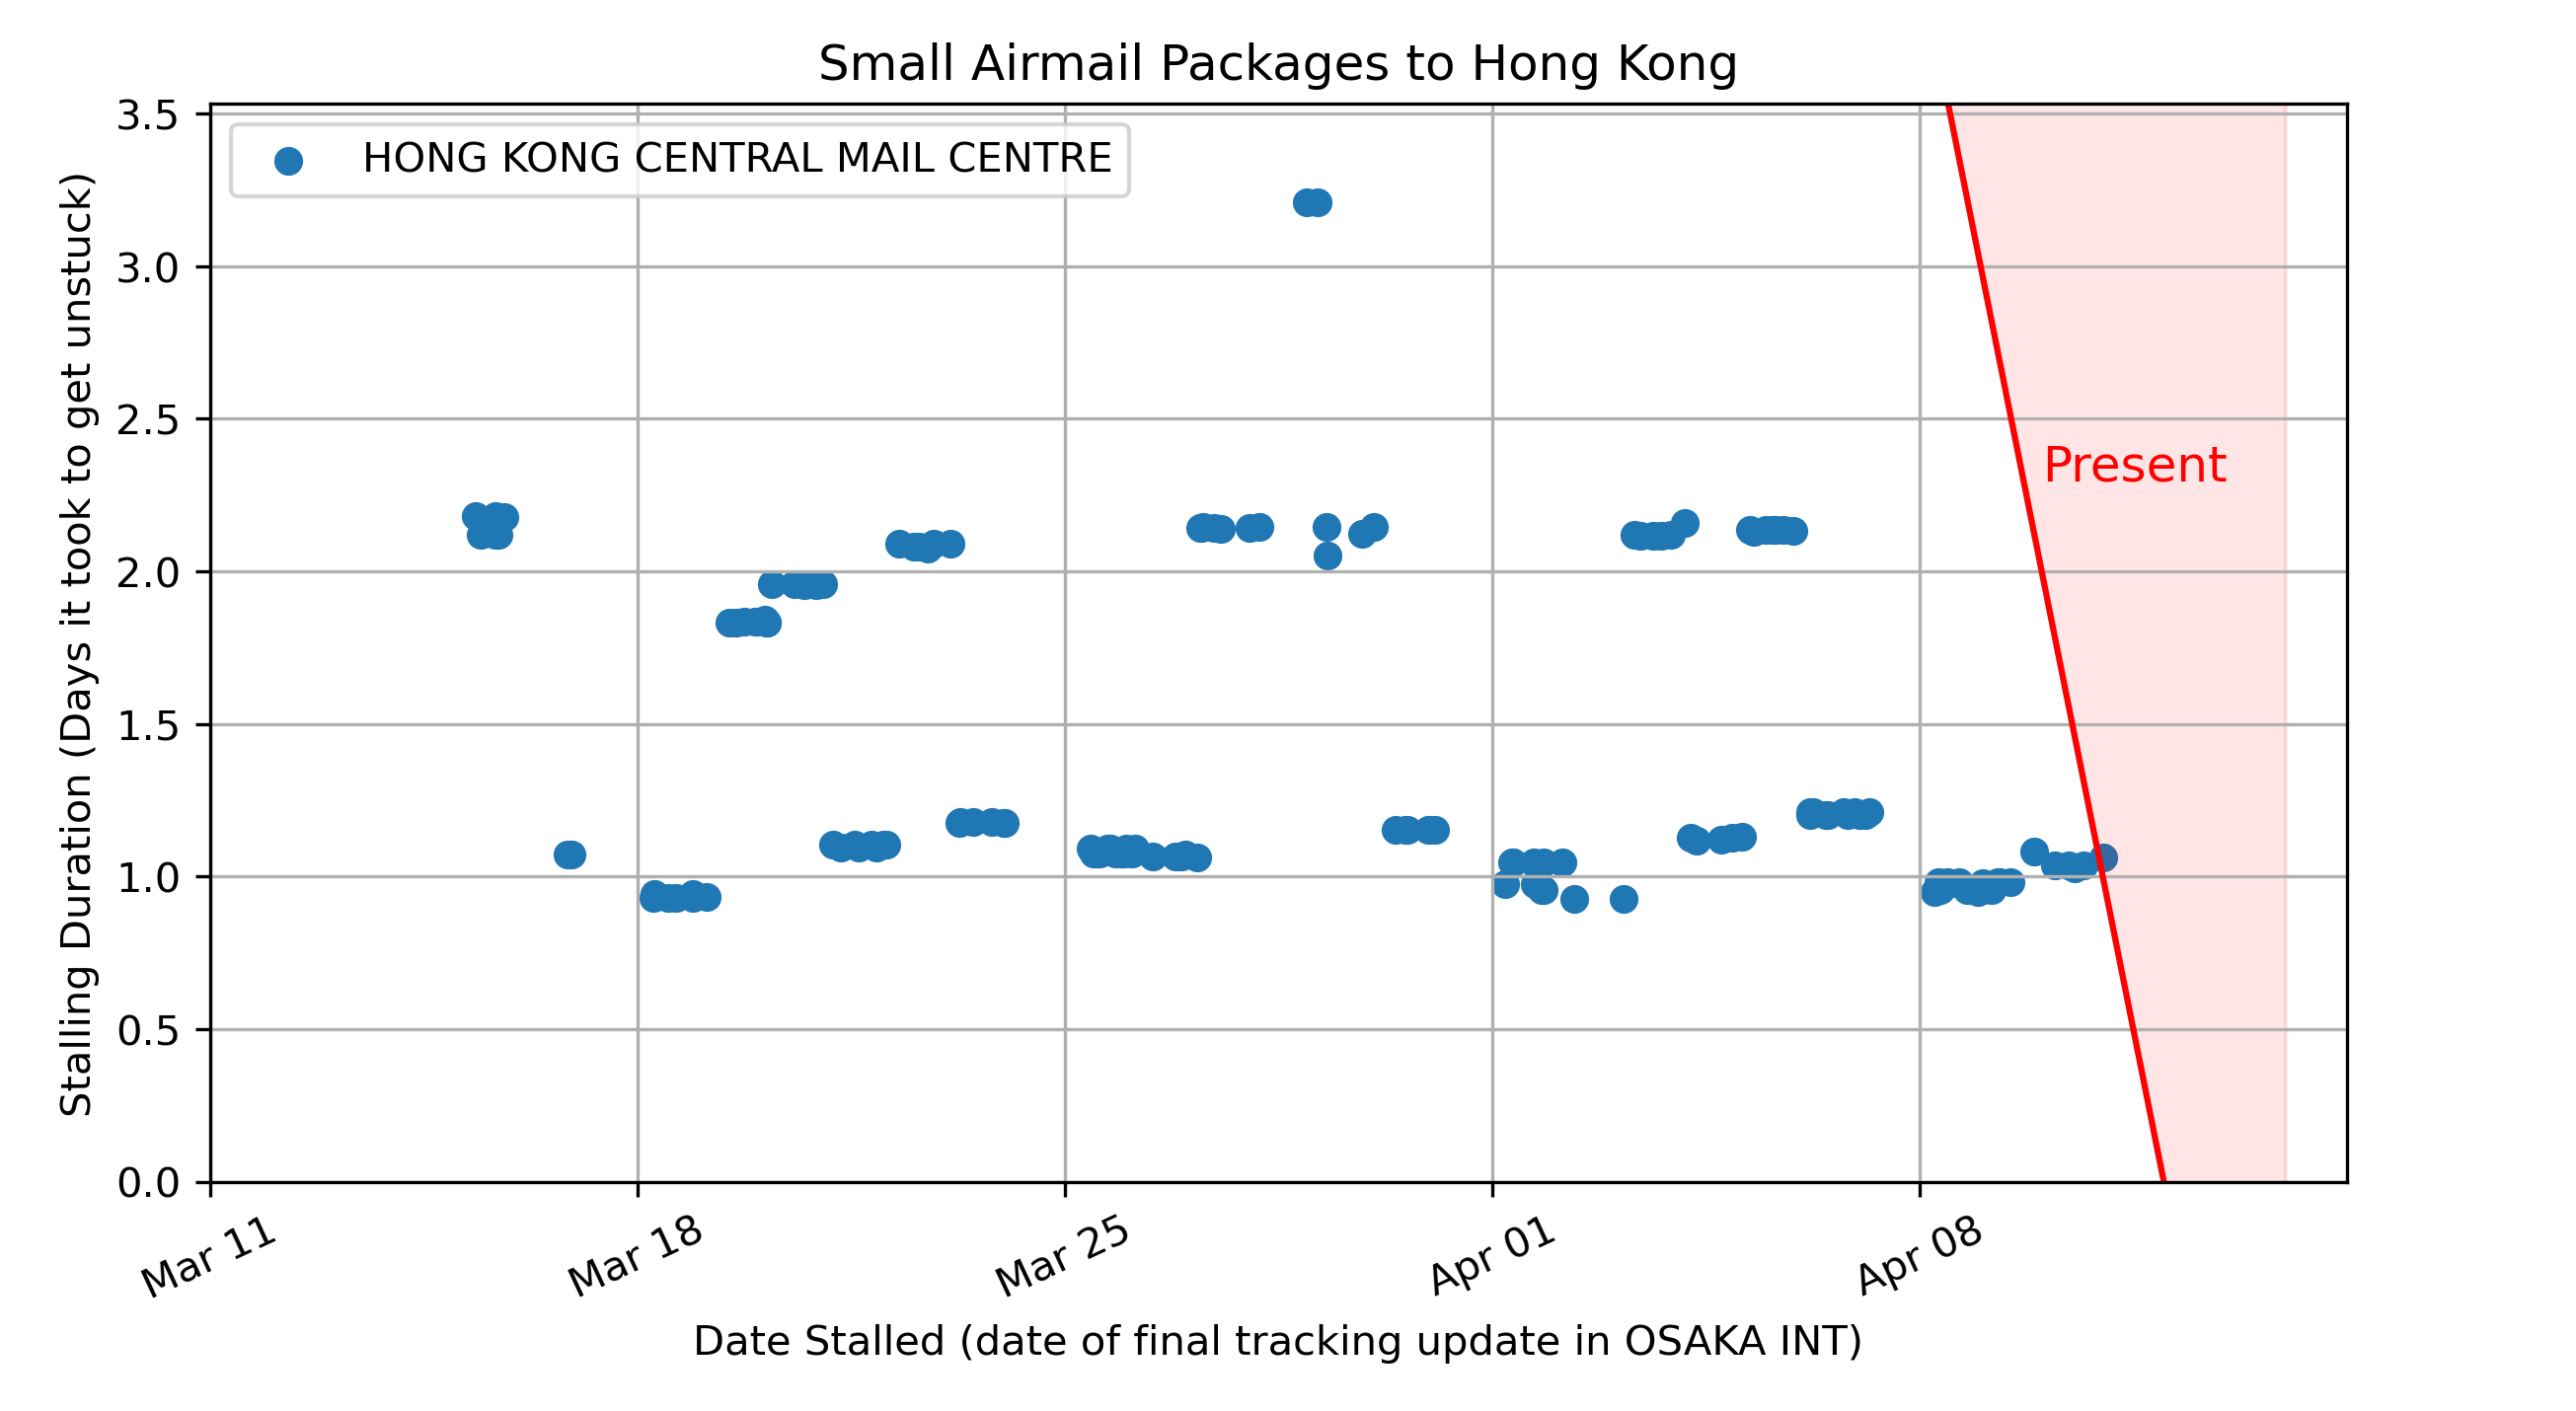 Small Airmail Packages to Hong Kong
HONG KONG CENTRAL MAIL CENTRE
Stalling Duration (Days it took to get unstuck)
3.5
3.0
2.5
2.0
1.5
1.0
0.5
0.0
Present
Mar 11
Mar 18
Mar 25
Apr 01
Apr 08
Date Stalled (date of final tracking update in OSAKA INT)